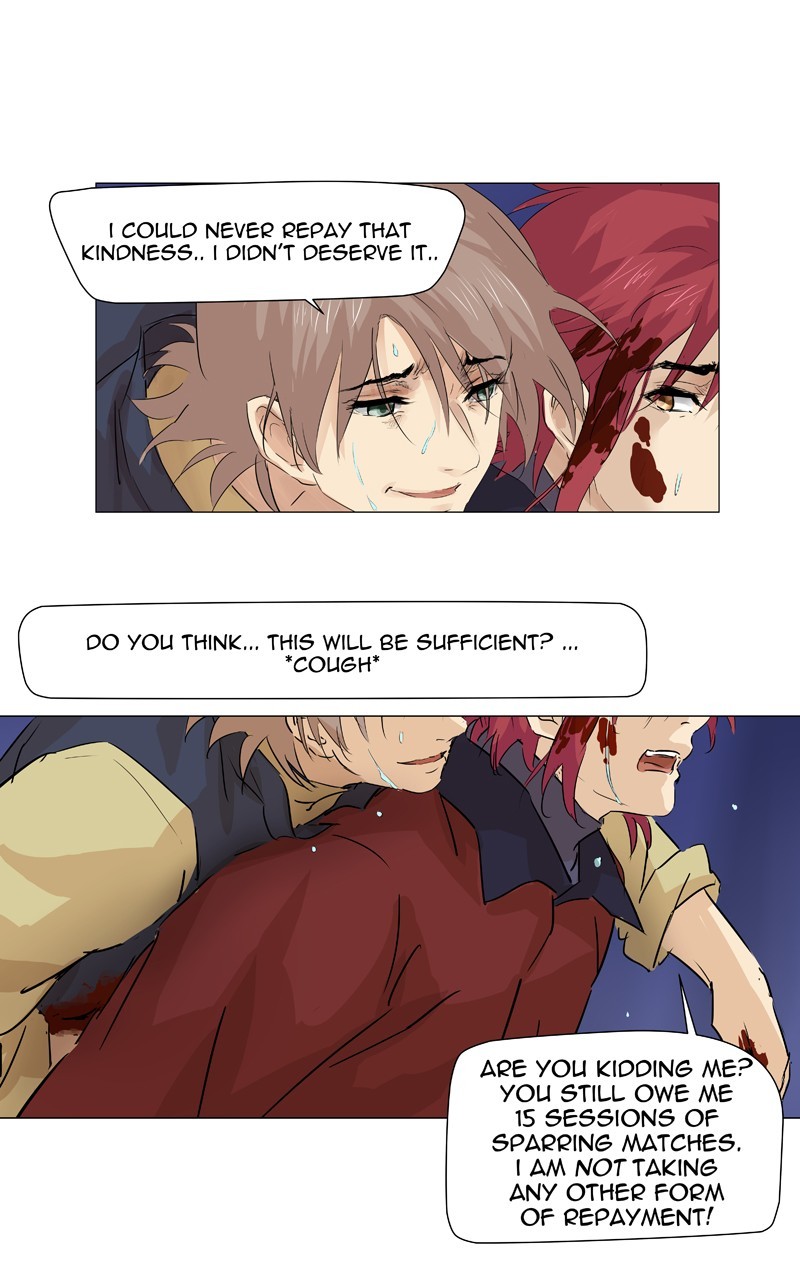 I COULD NEVER REPAY THAT
KINDNESS.. I DIDN'T DESERVE IT..
DO YOU THINK... THIS WILL BE SUFFICIENT? ...
*COUGH*
ARE YOU KIDDING ME?
YOU STILL OWE ME
15 SESSIONS OF
SPARRING MATCHES.
I AM NOT TAKING
ANY OTHER FORM
OF REPAYMENT!